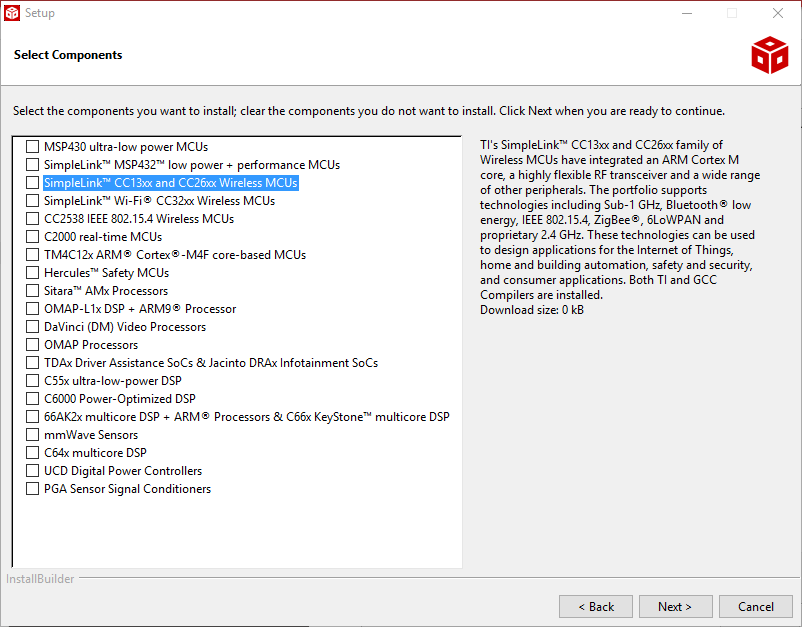 Setup
Select Components
Select the components you want to install; clear the components you do not want to install. Click Next when you are ready to continue.
MSP430 ultra-low power MCUs
SimpleLink™ MSP432™ low power + performance MCUs
SimpleLink™ CC13xx and CC26xx Wireless MCUs
SimpleLink™ Wi-Fi® CC32xx Wireless MCUs
CC2538 IEEE 802.15.4 Wireless MCUs
C2000 real-time MCUs
TM4C12x ARM® Cortex®-M4F core-based MCUs
Hercules™ Safety MCUs
Sitara™ AMx Processors
OMAP-L1x DSP + ARM9® Processor
DaVinci (DM) Video Processors
OMAP Processors
TDAx Driver Assistance SoCs & Jacinto DRAx Infotainment SoCs
C55x ultra-low-power DSP
C6000 Power-Optimized DSP
66AK2x multicore DSP + ARM® Processors & C66x KeyStone™ multicore DSP
mmWave Sensors
C64x multicore DSP
UCD Digital Power Controllers
PGA Sensor Signal Conditioners
TI's SimpleLink™ CC13xx and CC26xx family of
Wireless MCUs have integrated an ARM Cortex M
core, a highly flexible RF transceiver and a wide range
of other peripherals. The portfolio supports
technologies including Sub-1 GHz, Bluetooth® low
energy, IEEE 802.15.4, ZigBee®, 6LoWPAN and
proprietary 2.4 GHz. These technologies can be used
to design applications for the Internet of Things,
home and building automation, safety and security,
and consumer applications. Both TI and GCC
Compilers are installed.
Download size: 0 kB
InstallBuilder
< Back
Next >
Cancel